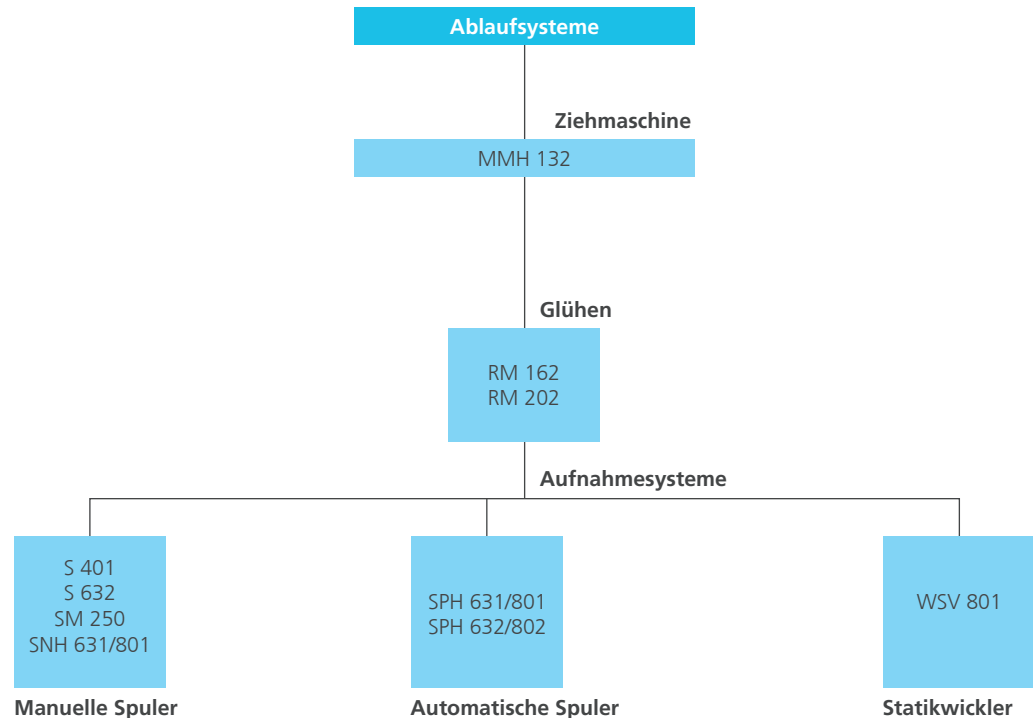 Ablaufsysteme
Ziehmaschine
MMH 132
Glühen
RM 162
RM 202
Aufnahmesysteme
S 401
S 632
SM 250
SNH 631/801
Manuelle Spuler
SPH 631/801
SPH 632/802
Automatische Spuler
WSV 801
Statikwickler